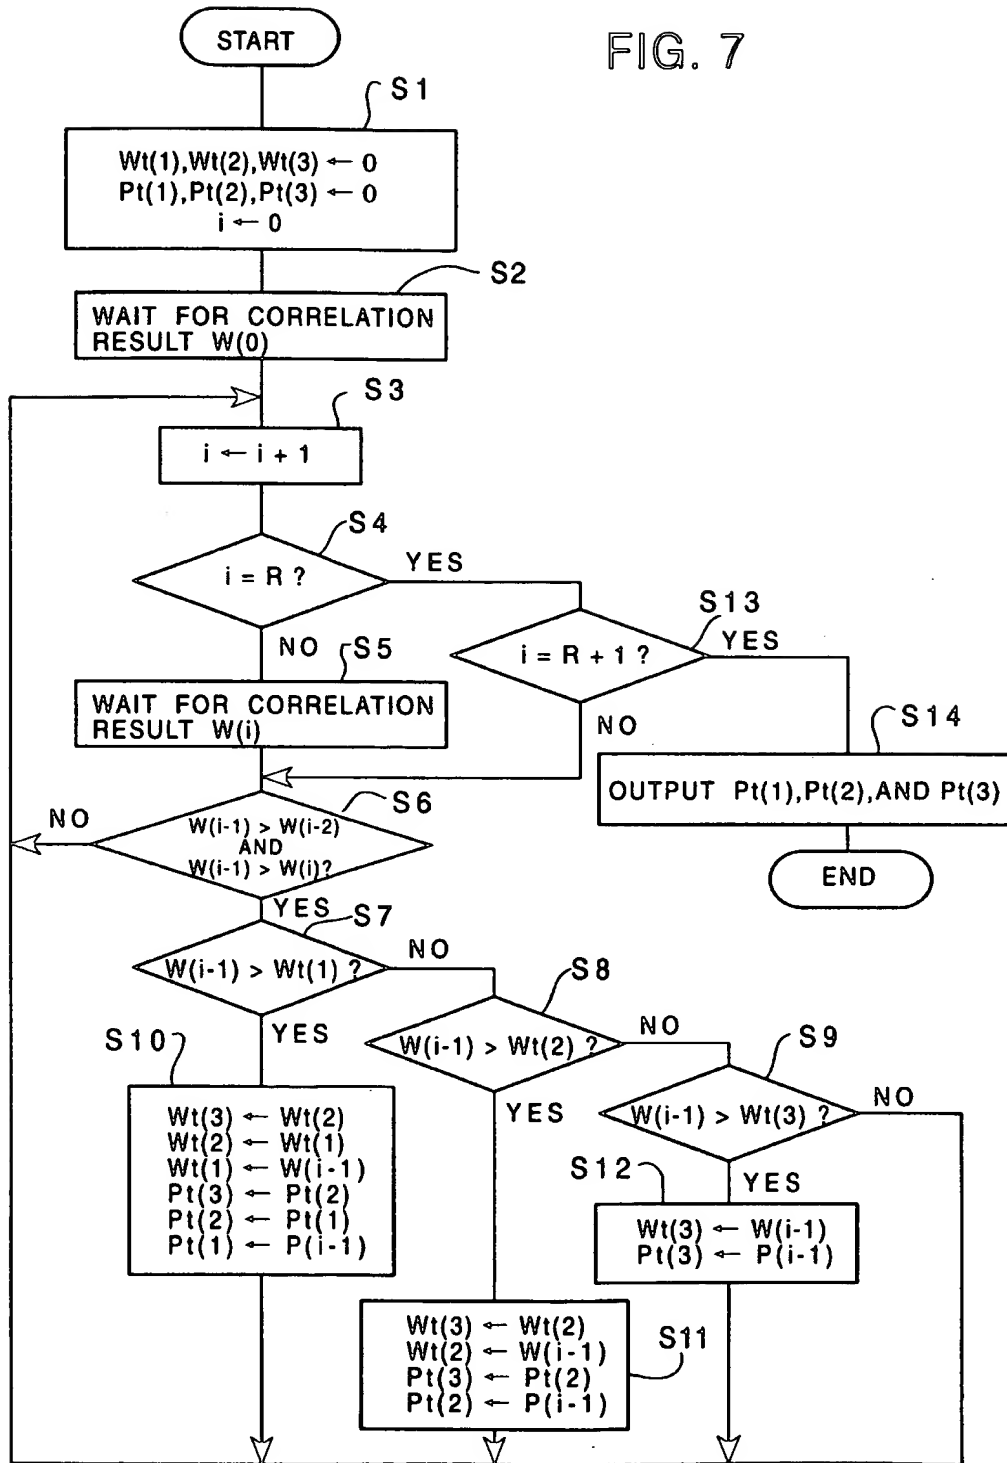 FIG. 7
START
S1
Wt(1),Wt(2),Wt(3) ← 0
Pt(1),Pt(2),Pt(3) ← 0
i ← 0
S2
WAIT FOR CORRELATION
RESULT W(0)
S3
i ← i + 1
S4
i = R ?
YES
NO
S13
i = R + 1 ?
YES
NO
S5
WAIT FOR CORRELATION
RESULT W(i)
S14
OUTPUT Pt(1),Pt(2),AND Pt(3)
END
S6
W(i-1) > W(i-2)
AND
W(i-1) > W(i)?
NO
YES
S7
W(i-1) > Wt(1) ?
NO
YES
S8
W(i-1) > Wt(2) ?
NO
YES
S9
W(i-1) > Wt(3) ?
NO
YES
S10
Wt(3) ← Wt(2)
Wt(2) ← Wt(1)
Wt(1) ← W(i-1)
Pt(3) ← Pt(2)
Pt(2) ← Pt(1)
Pt(1) ← P(i-1)
S12
Wt(3) ← W(i-1)
Pt(3) ← P(i-1)
S11
Wt(3) ← Wt(2)
Wt(2) ← W(i-1)
Pt(3) ← Pt(2)
Pt(2) ← P(i-1)